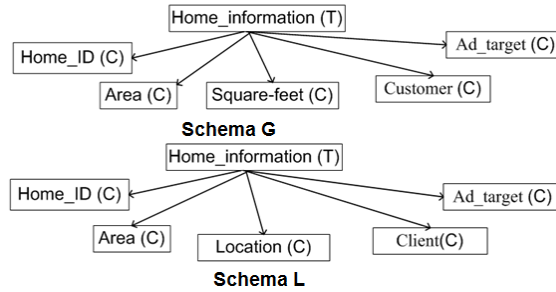 Home_information (T)
Home_ID (C)
Area (C)
Square-feet (C)
Customer (C)
Ad_target (C)
Schema G
Home_information (T)
Home_ID (C)
Area (C)
Location (C)
Client(C)
Ad_target (C)
Schema L